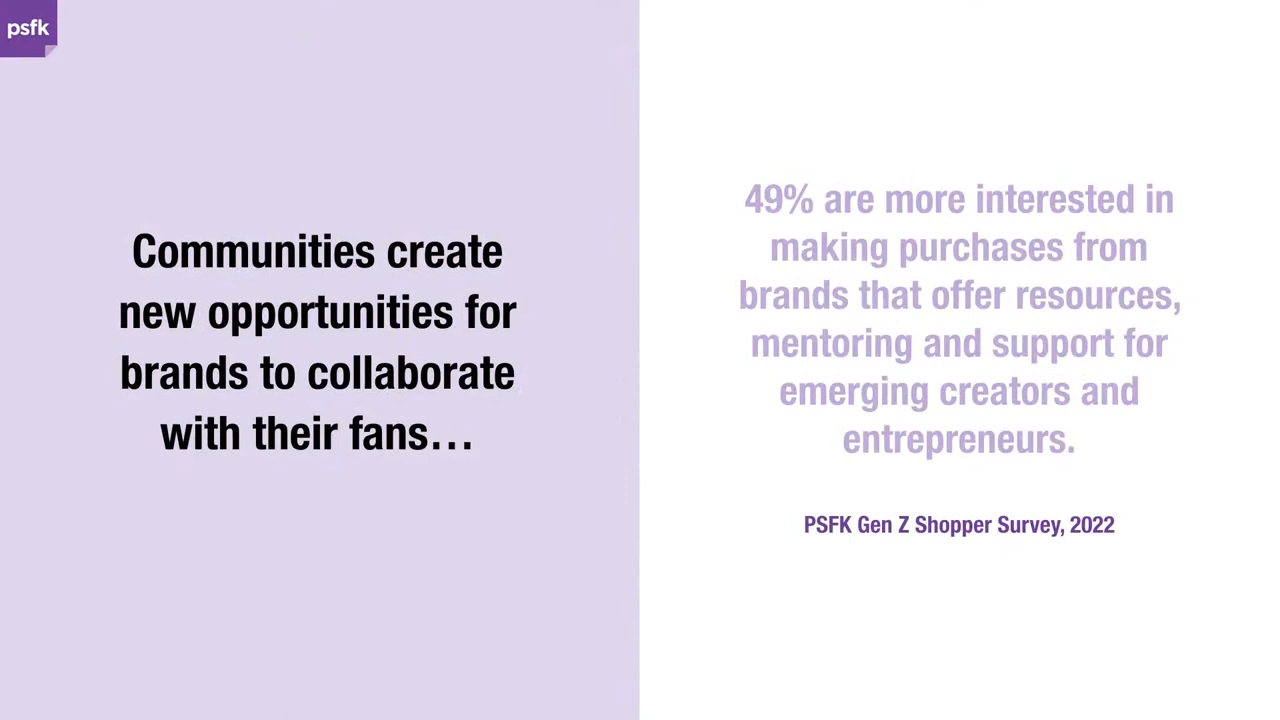 psfk
Communities create
new opportunities for
brands to collaborate
with their fans…
49% are more interested in
making purchases from
brands that offer resources,
mentoring and support for
emerging creators and
entrepreneurs.
PSFK Gen Z Shopper Survey, 2022